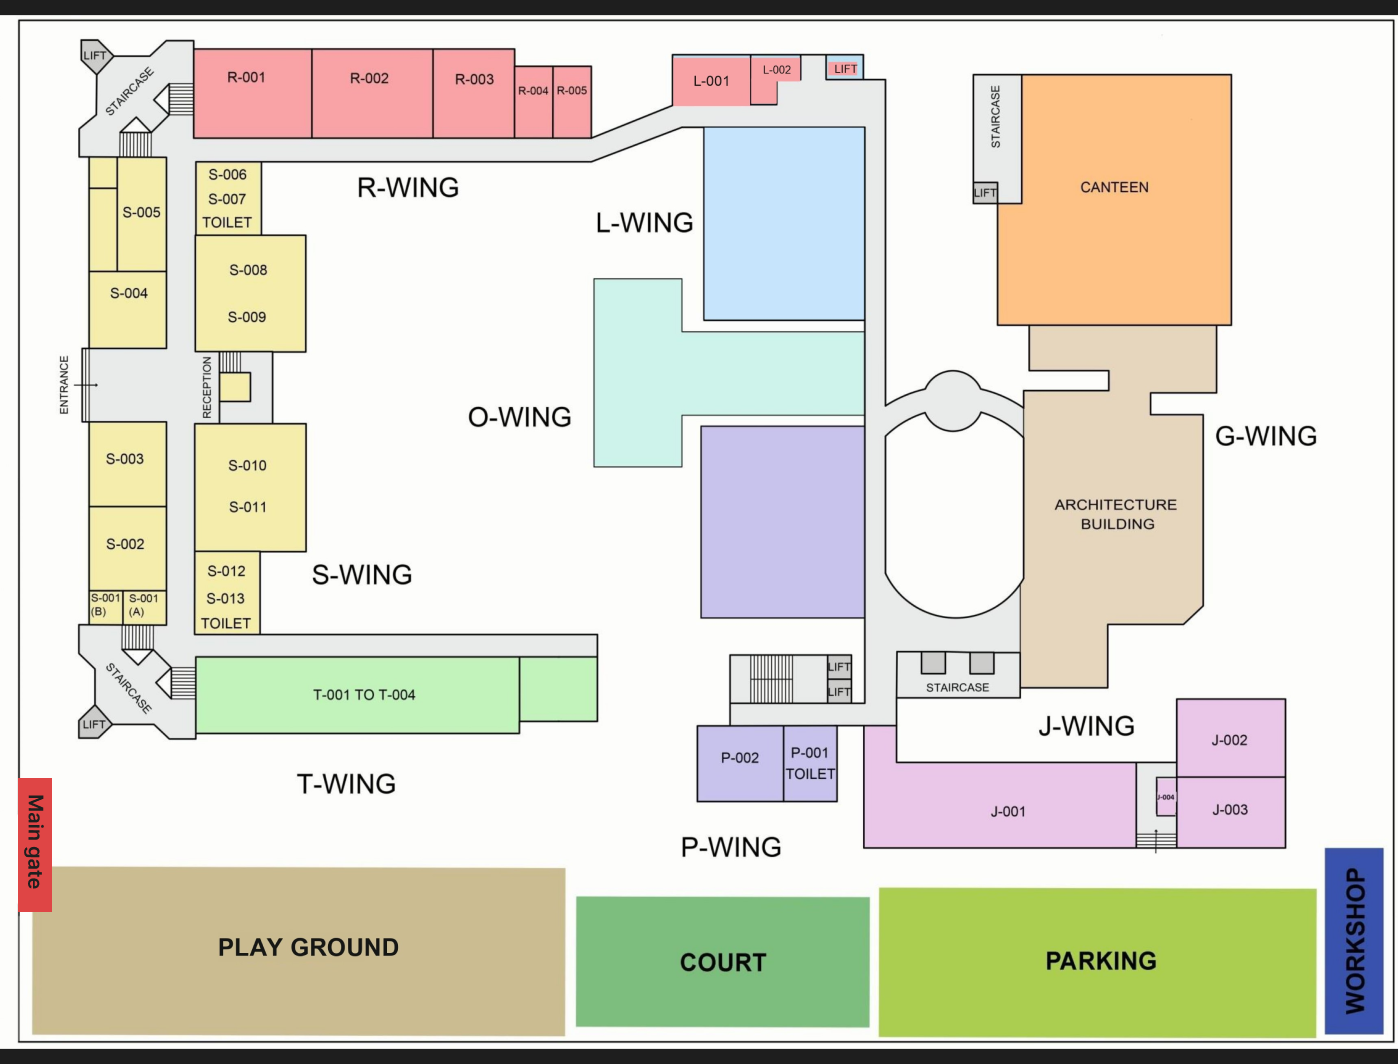 LIFT
STAIRCASE
R-001
R-002
R-003
R-004
R-005
L-001
L-002
LIFT
STAIRCASE
LIFT
CANTEEN
R-WING
L-WING
S-005
S-006
S-007
TOILET
S-004
S-008
S-009
ENTRANCE
RECEPTION
O-WING
G-WING
S-003
S-010
S-011
S-002
ARCHITECTURE
BUILDING
S-WING
S-001
(B)
S-001
(A)
S-012
S-013
TOILET
STAIRCASE
LIFT
T-001 TO T-004
LIFT
LIFT
STAIRCASE
J-WING
P-002
P-001
TOILET
J-001
J-002
J-004
J-003
T-WING
P-WING
Main gate
PLAY GROUND
COURT
PARKING
WORKSHOP